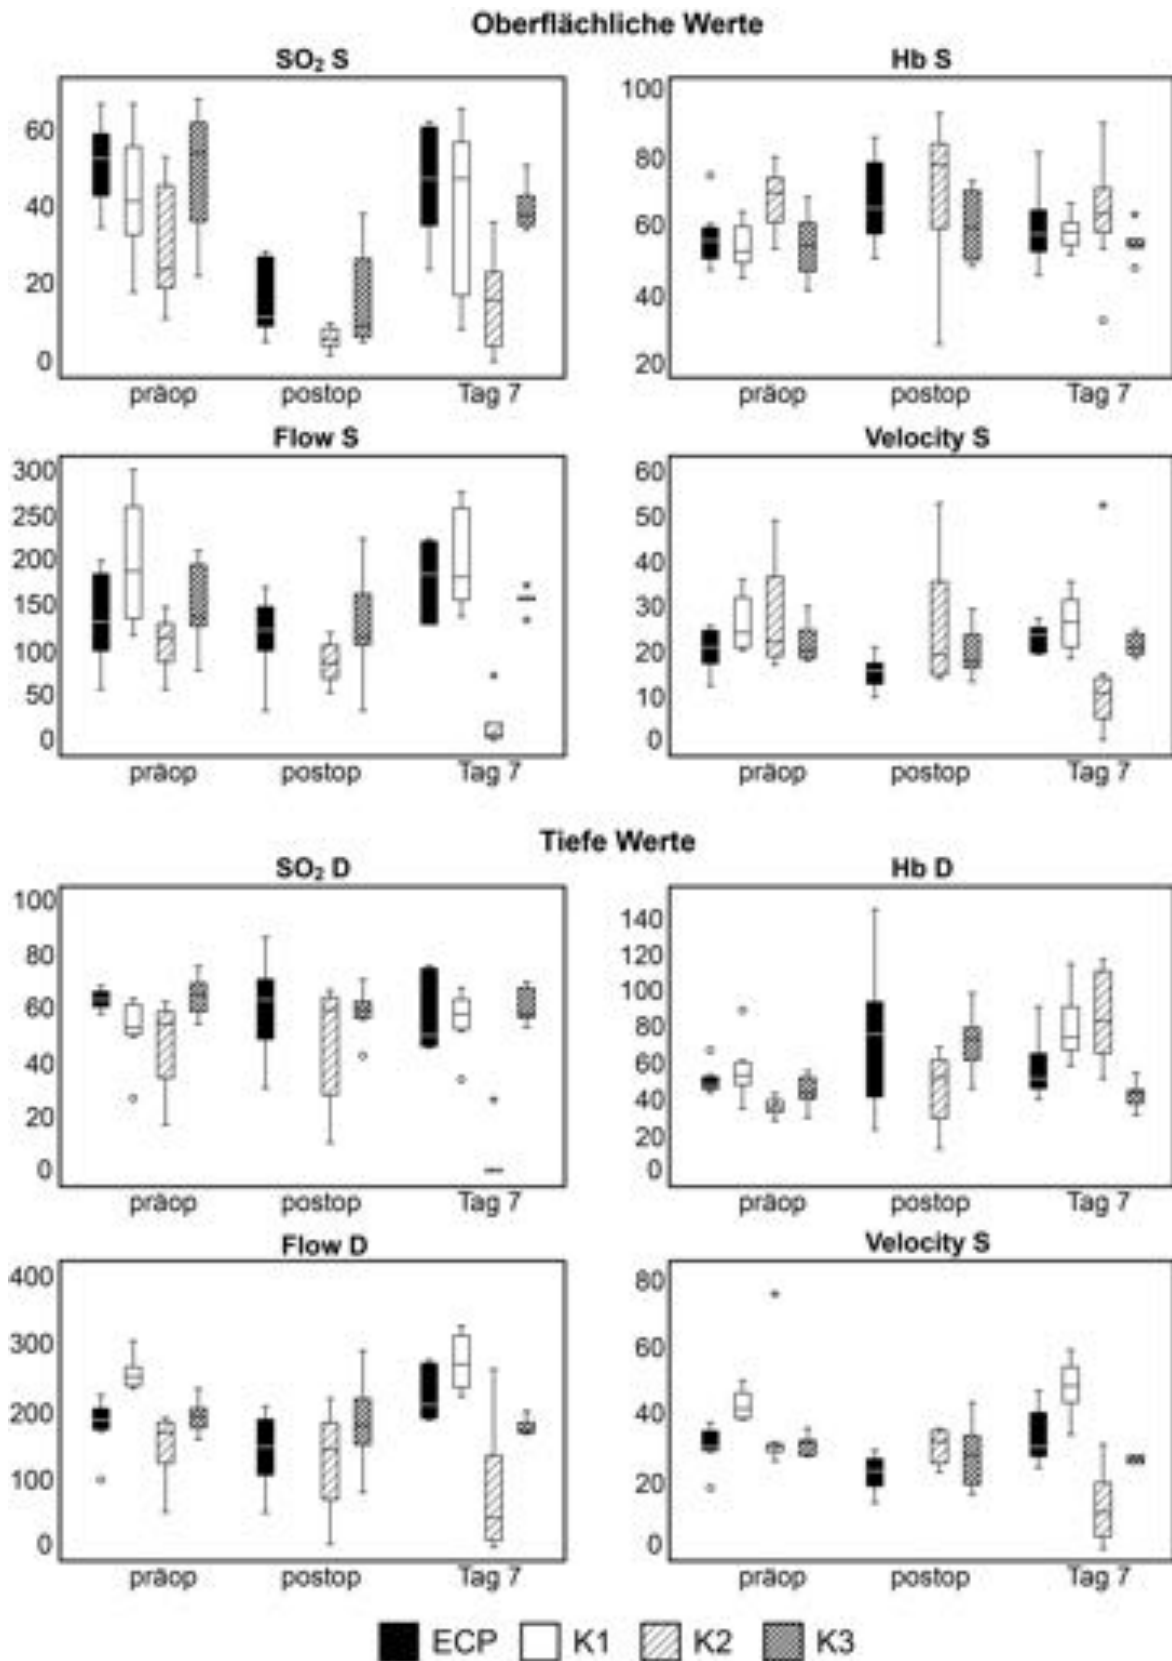 Oberflächliche Werte
SO₂ S
Hb S
60
40
20
0
100
80
60
40
20
präop postop Tag 7
präop postop Tag 7
Flow S
Velocity S
300
250
200
150
100
50
0
60
50
40
30
20
10
0
präop postop Tag 7
präop postop Tag 7
Tiefe Werte
SO₂ D
Hb D
100
80
60
40
20
0
140
120
100
80
60
40
20
0
präop postop Tag 7
präop postop Tag 7
Flow D
Velocity S
400
300
200
100
0
80
60
40
20
0
präop postop Tag 7
präop postop Tag 7
ECP K1 K2 K3